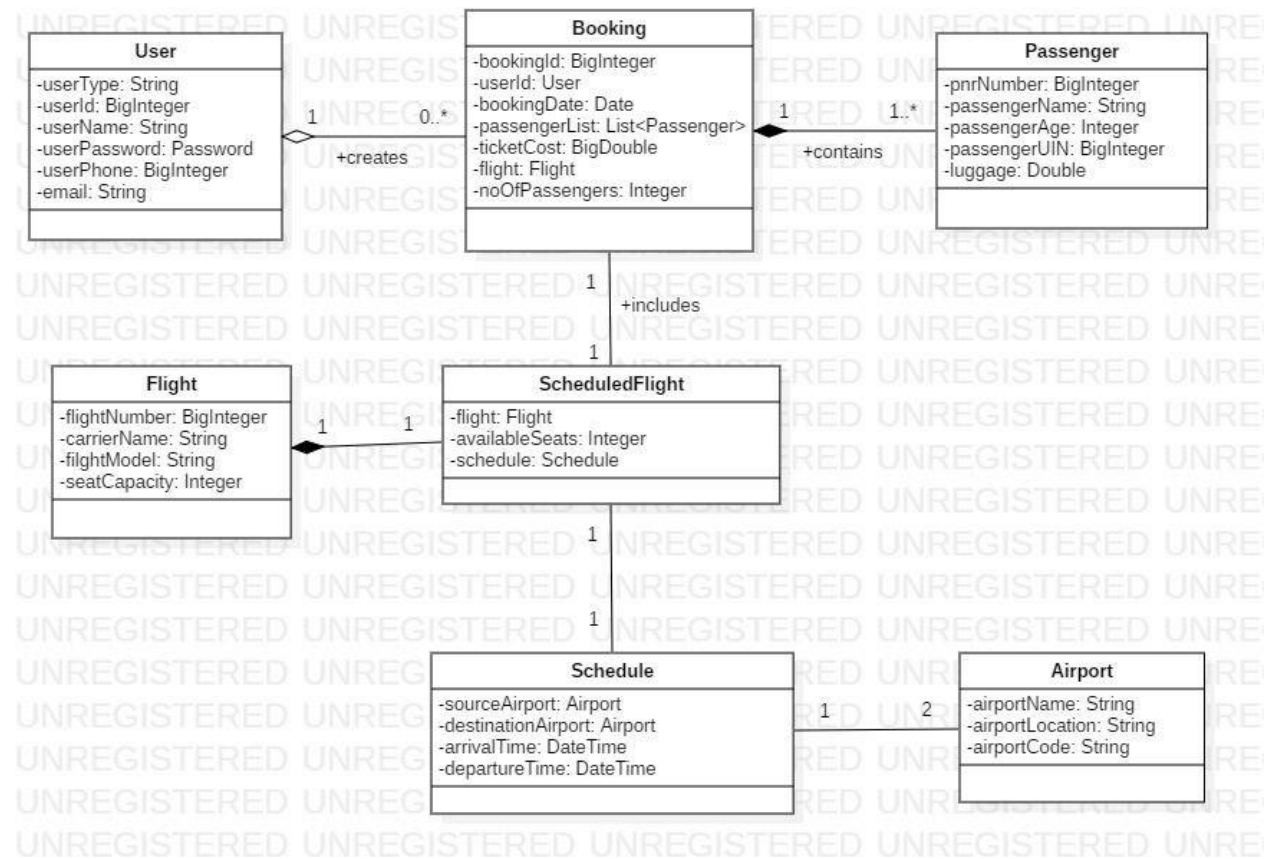 User
-userType: String
-userId: BigInteger
-userName: String
-userPassword: Password
-userPhone: BigInteger
-email: String
1
0..*
+creates
Booking
-bookingId: BigInteger
-userId: User
-bookingDate: Date
-passengerList: List<Passenger>
-ticketCost: BigDouble
-flight: Flight
-noOfPassengers: Integer
1
1..*
+contains
Passenger
-pnrNumber: BigInteger
-passengerName: String
-passengerAge: Integer
-passengerUIN: BigInteger
-luggage: Double
1
+includes
1
Flight
-flightNumber: BigInteger
-carrierName: String
-filghtModel: String
-seatCapacity: Integer
1
1
ScheduledFlight
-flight: Flight
-availableSeats: Integer
-schedule: Schedule
1
1
Schedule
-sourceAirport: Airport
-destinationAirport: Airport
-arrivalTime: DateTime
-departureTime: DateTime
1
2
Airport
-airportName: String
-airportLocation: String
-airportCode: String
UNREGISTERED